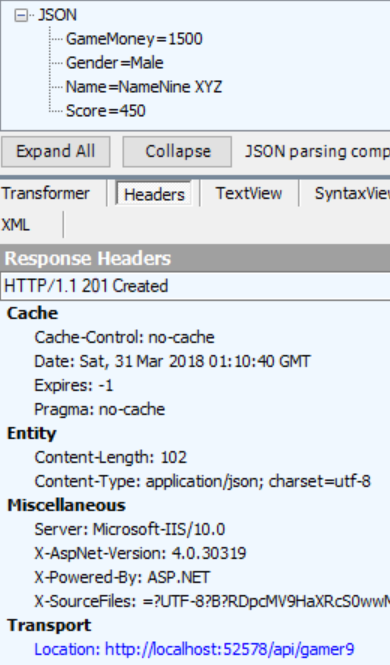 JSON
GameMoney=1500
Gender=Male
Name=NameNine XYZ
Score=450
Expand All Collapse JSON parsing comp
Transformer Headers TextView SyntaxView
XML
Response Headers
HTTP/1.1 201 Created
Cache
Cache-Control: no-cache
Date: Sat, 31 Mar 2018 01:10:40 GMT
Expires: -1
Pragma: no-cache
Entity
Content-Length: 102
Content-Type: application/json; charset=utf-8
Miscellaneous
Server: Microsoft-IIS/10.0
X-AspNet-Version: 4.0.30319
X-Powered-By: ASP.NET
X-SourceFiles: =?UTF-8?B?RDpcMV9HaXRcS0ww
Transport
Location: http://localhost:52578/api/gamer9